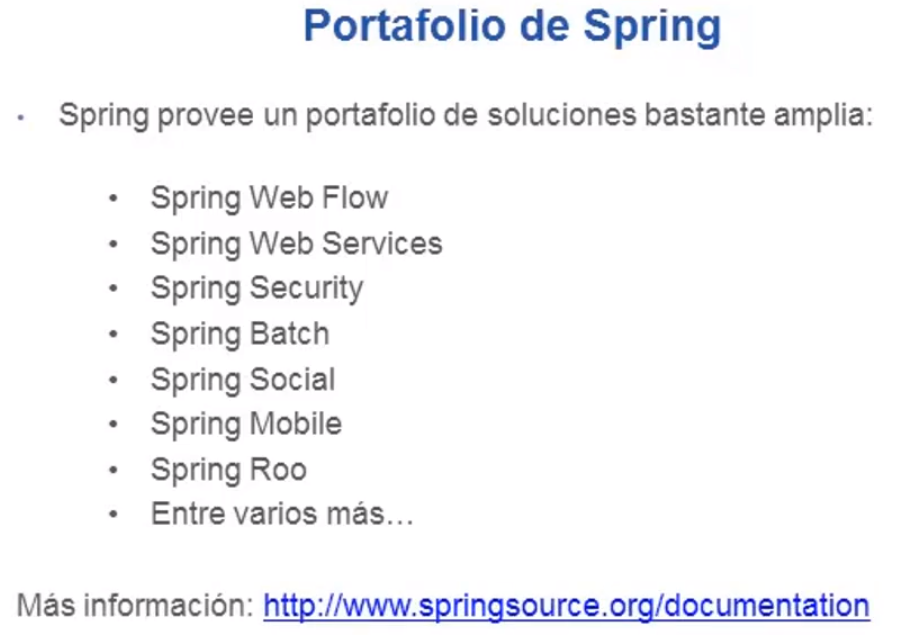 Portafolio de Spring
• Spring provee un portafolio de soluciones bastante amplia:
• Spring Web Flow
• Spring Web Services
• Spring Security
• Spring Batch
• Spring Social
• Spring Mobile
• Spring Roo
• Entre varios más…
Más información: http://www.springsource.org/documentation